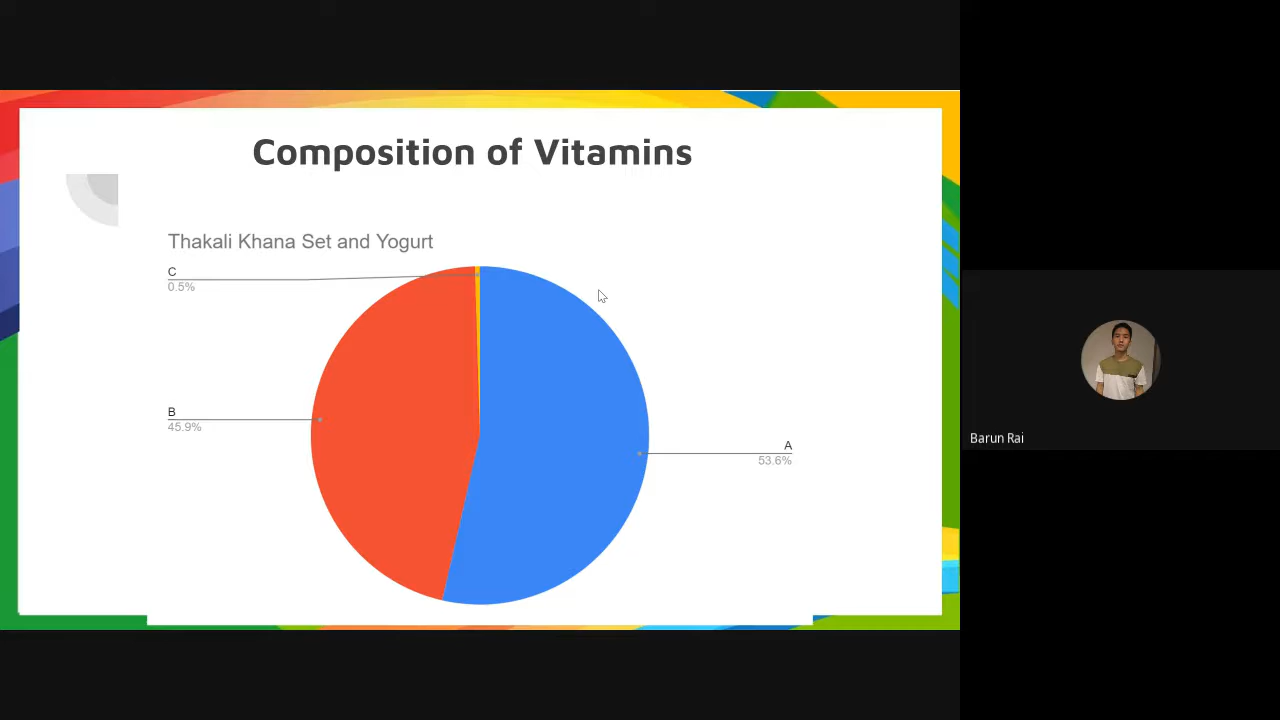 Composition of Vitamins
Thakali Khana Set and Yogurt
C
0.5%
B
45.9%
A
53.6%
Barun Rai